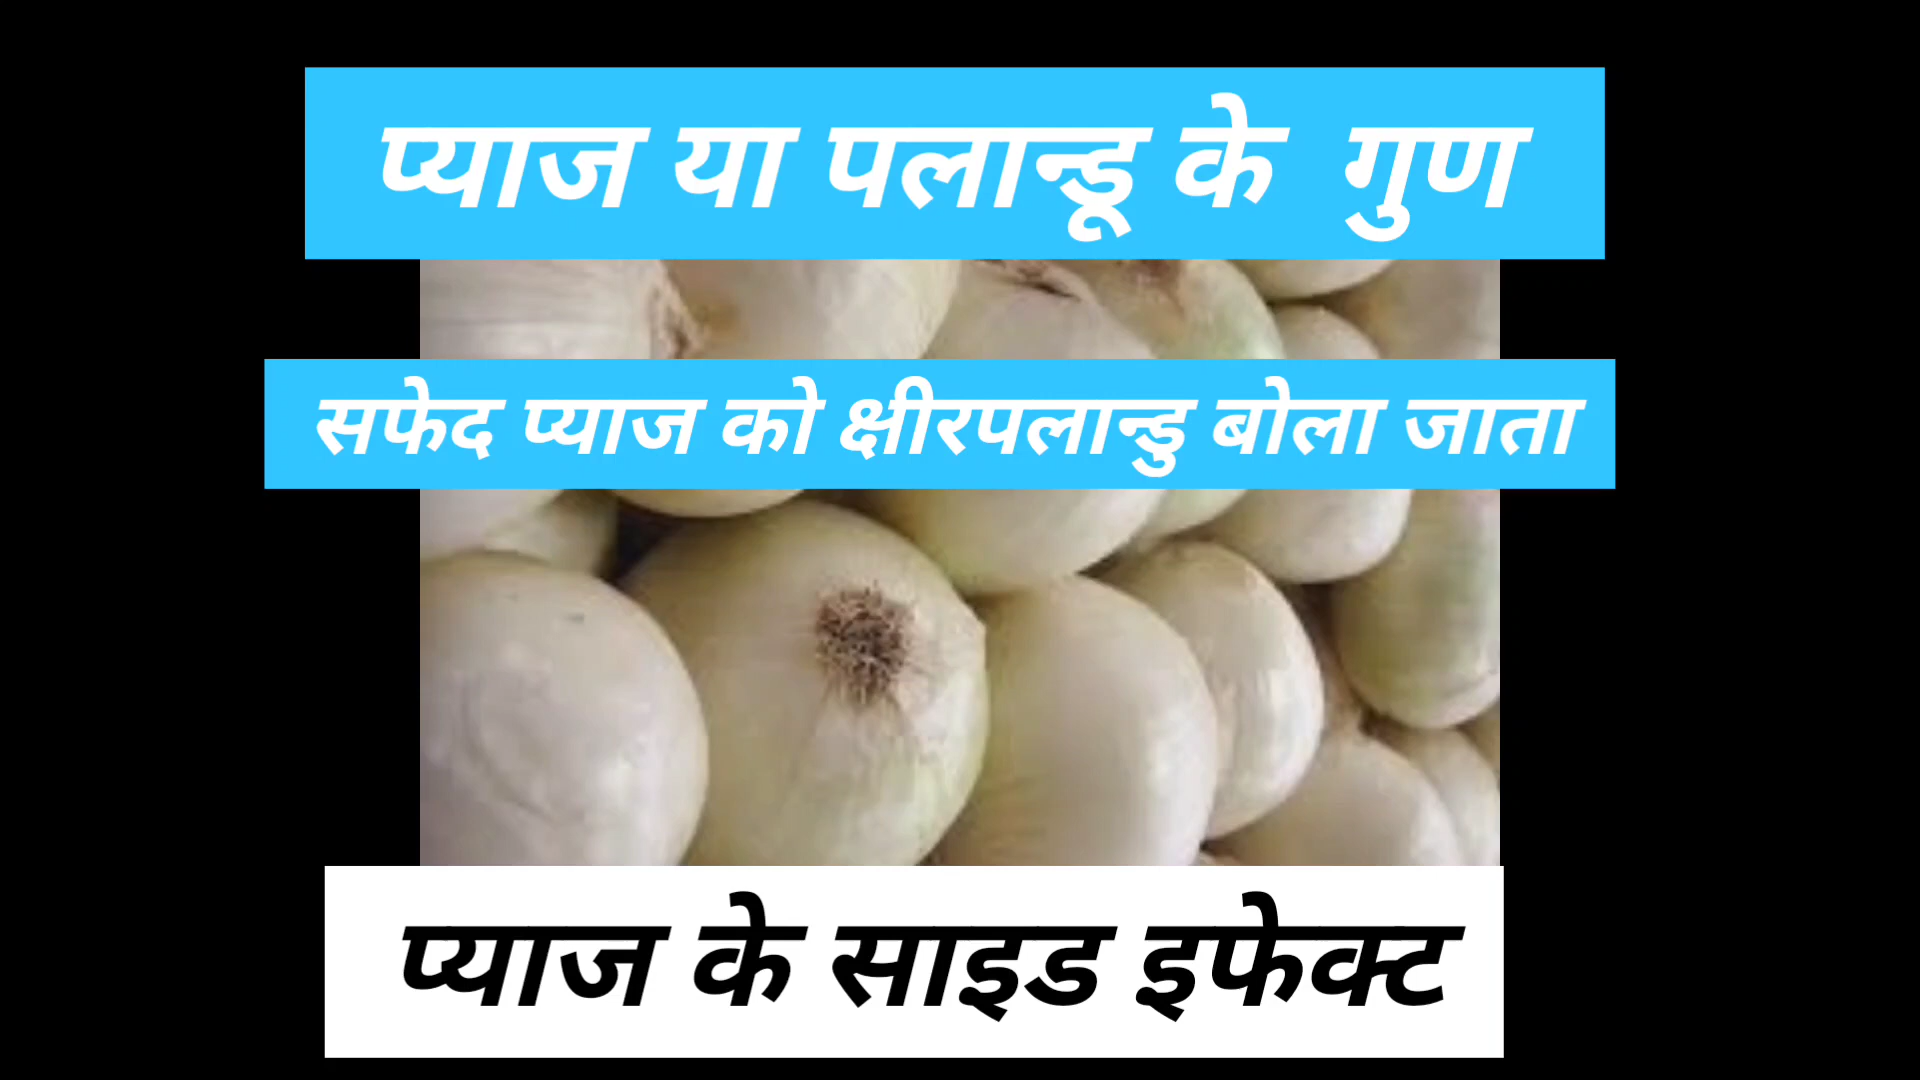 प्याज या पलान्डू के गुण
सफेद प्याज को क्षीरपलान्डु बोला जाता
प्याज के साइड इफेक्ट